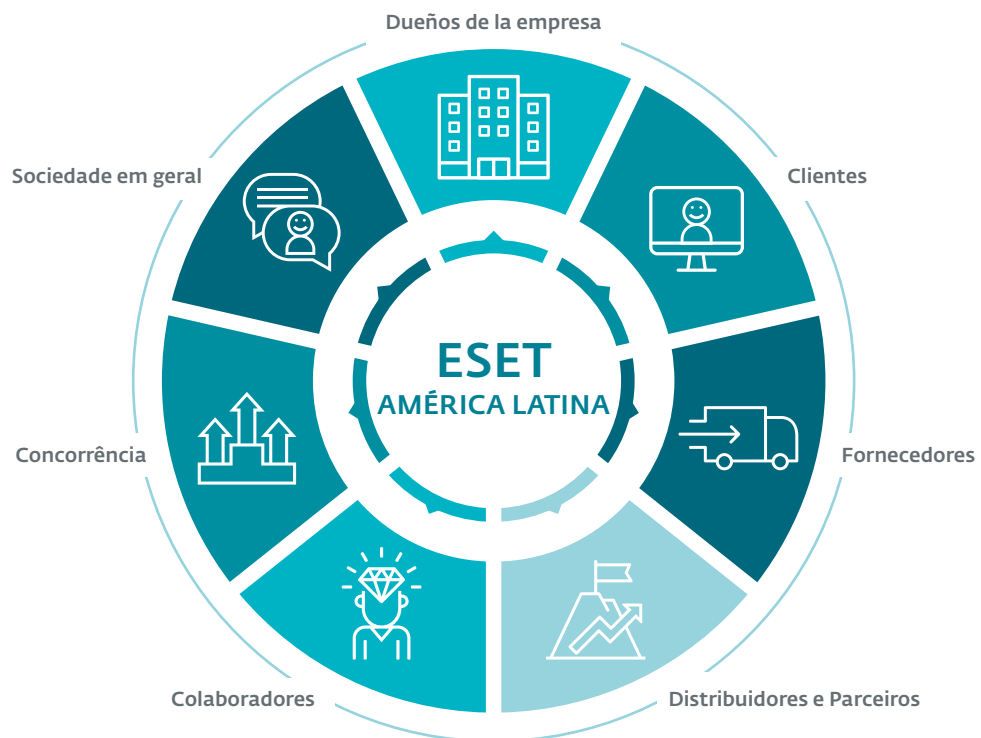 Dueños de la empresa
Sociedade em geral
Clientes
ESET
AMÉRICA LATINA
Concorrência
Fornecedores
Colaboradores
Distribuidores e Parceiros